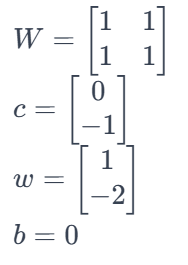 W = [1 1
1 1]
c = [0
−1]
w = [1
−2]
b = 0